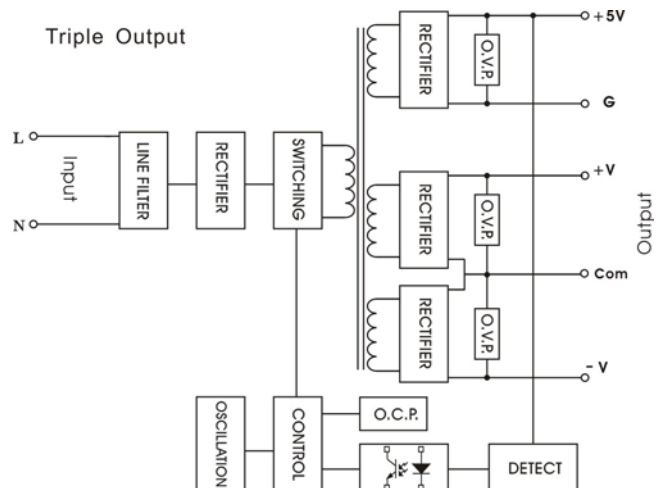 Triple Output
L
N
Input
LINE FILTER
RECTIFIER
SWITCHING
RECTIFIER
O.V.P.
+5V
G
RECTIFIER
O.V.P.
+V
Com
RECTIFIER
O.V.P.
- V
Output
OSCILLATION
CONTROL
O.C.P.
DETECT